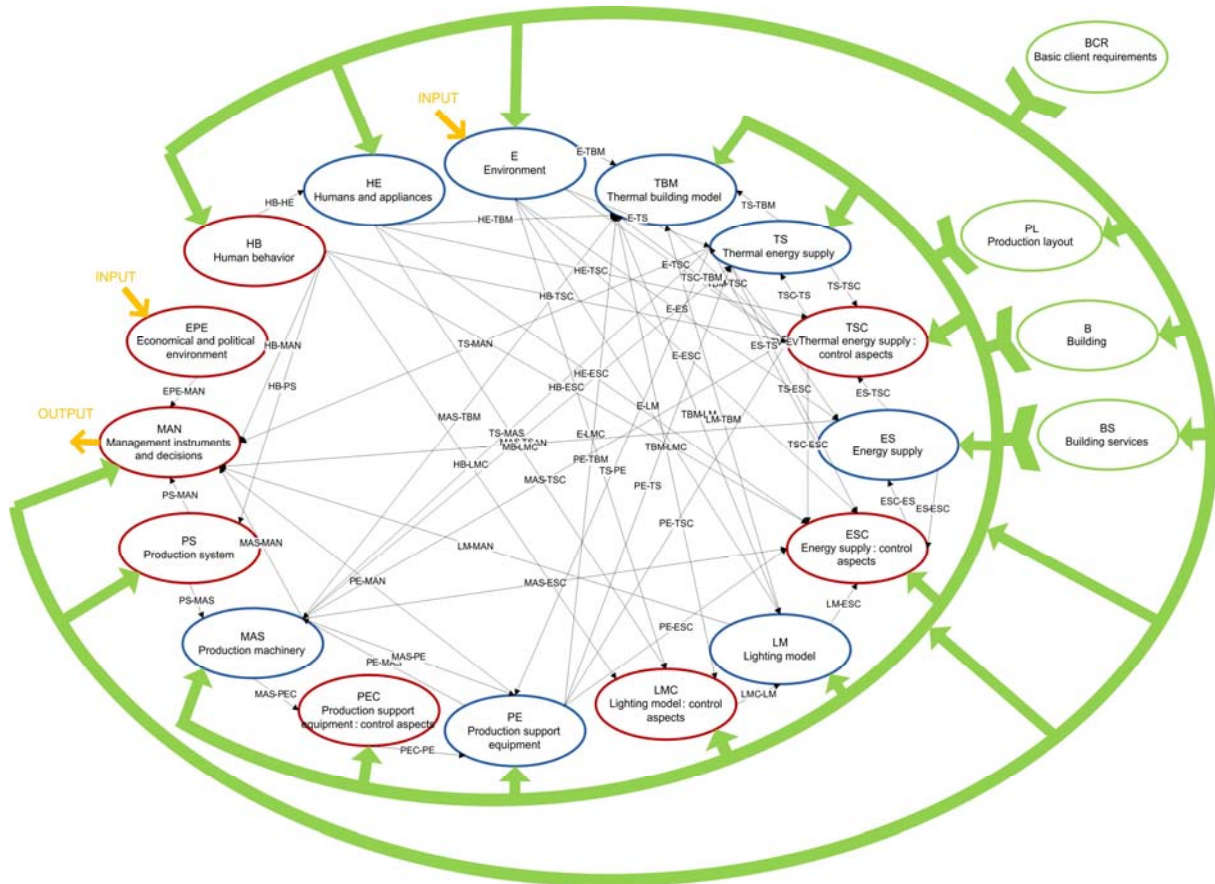 BCR
Basic client requirements
INPUT
E
Environment
E-TBM
HE
Humans and appliances
TBM
Thermal building model
HB-HE
TS-TBM
HE-TBM
E-TS
TS
Thermal energy supply
PL
Production layout
HB
Human behavior
E-TSC
HE-TSC
TSC-TBM
TBM-TSC
INPUT
HB-TSC
TSC-TS
TS-TSC
E-ES
EPE
Economical and political
environment
B
Building
TSC
Thermal energy supply : control
aspects
HB-MAN
TS-MAN
ES-TS
E-ESC
HE-ESC
HB-ESC
TS-ESC
ES-TSC
EPE-MAN
HB-PS
E-LM
OUTPUT
MAN
Management instruments
and decisions
MAS-TBM
TBM-LM
LM-TBM
BS
Building services
TS-MAS
E-LMC
ES
Energy supply
MB-LMC
TBM-LMC
TSC-ESC
PE-TBM
HB-LMC
TS-PE
MAS-TSC
PE-TS
PS-MAN
ESC-ES
ES-ESC
PE-TSC
PS
Production system
MAS-MAN
LM-MAN
ESC
Energy supply : control
aspects
PE-MAN
MAS-ESC
PS-MAS
LM-ESC
PE-ESC
MAS
Production machinery
LM
Lighting model
MAS-PE
PE-MAS
MAS-PEC
PEC
Production support
equipment : control aspects
LMC
Lighting model : control
aspects
LMC-LM
PE
Production support
equipment
PEC-PE